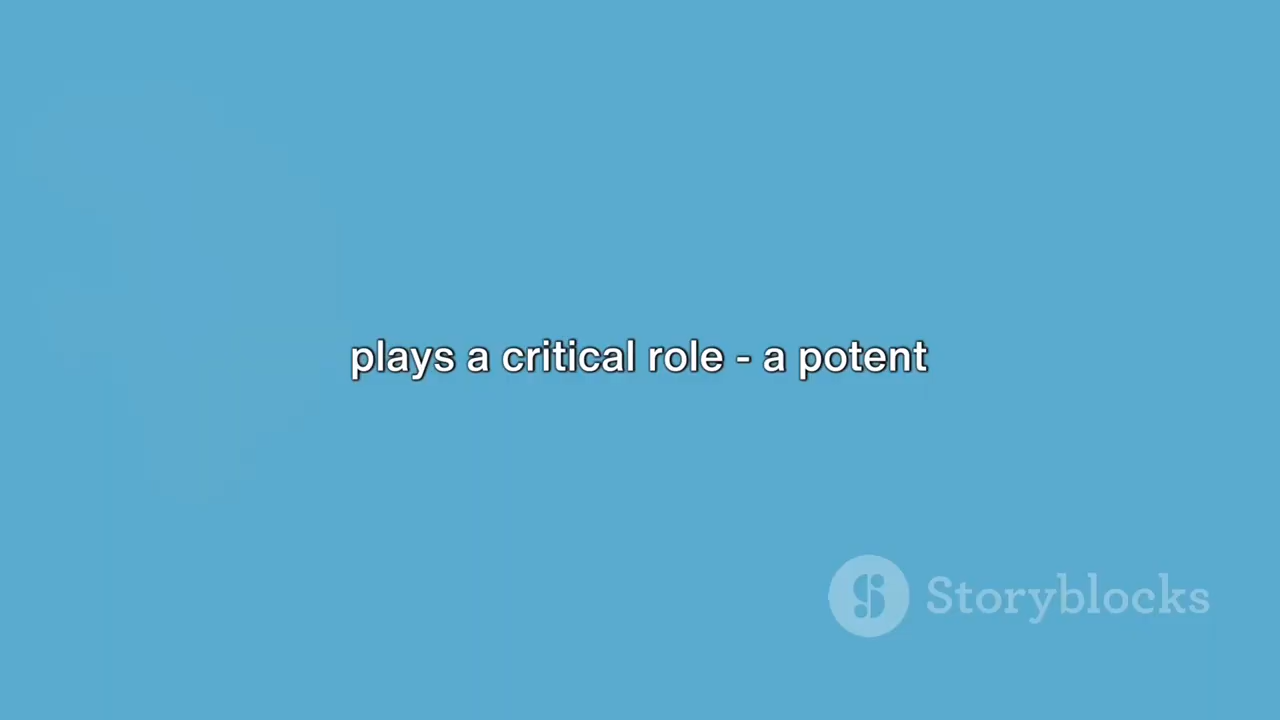 plays a critical role - a potent
Storyblocks